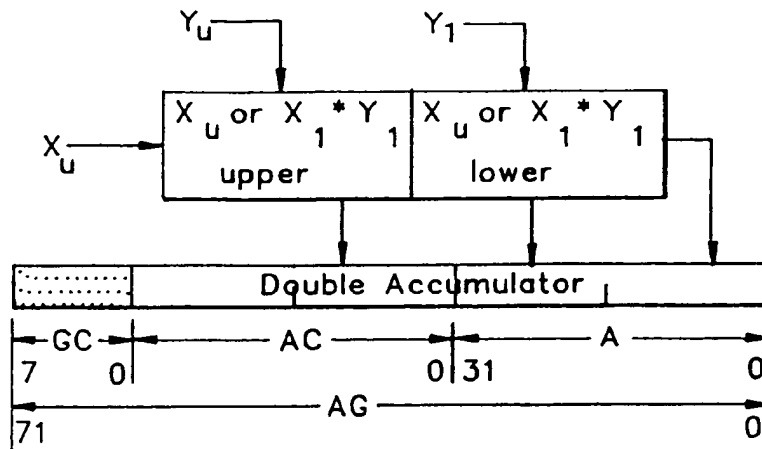 Yu Y1
Xu or X1 * Y1 Xu or X1 * Y1
Xu
upper lower
Double Accumulator
GC AC A
7 0 0 31 0
AG
71 0